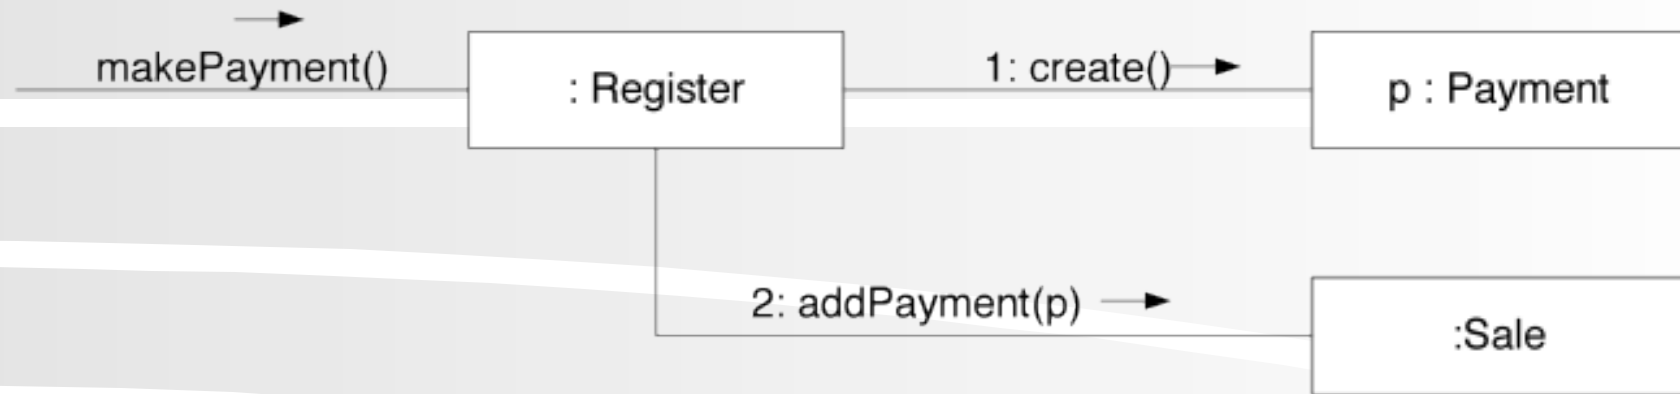 makePayment()
: Register
1: create()
p : Payment
2: addPayment(p)
:Sale